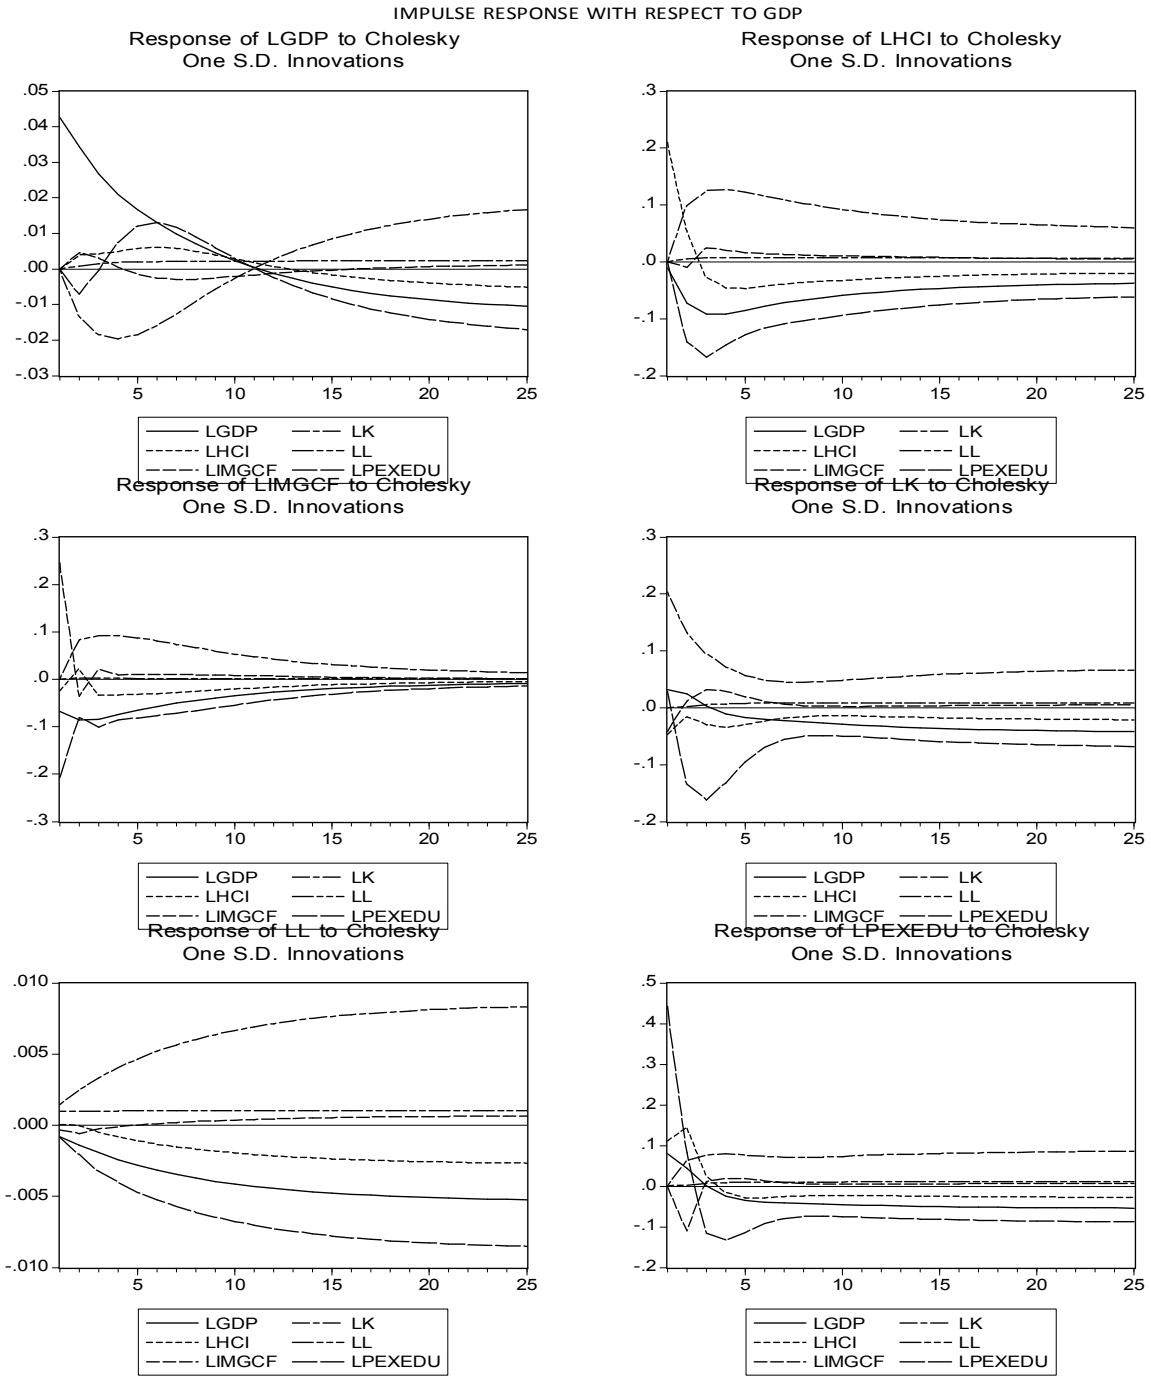 IMPULSE RESPONSE WITH RESPECT TO GDP
Response of LGDP to Cholesky
One S.D. Innovations
.05
.04
.03
.02
.01
.00
-.01
-.02
-.03
5 10 15 20 25
LGDP LK
LHCI LL
LIMGCF LPEXEDU
Response of LHCI to Cholesky
One S.D. Innovations
.3
.2
.1
.0
-.1
-.2
5 10 15 20 25
LGDP LK
LHCI LL
LIMGCF LPEXEDU
Response of LIMGCF to Cholesky
One S.D. Innovations
.3
.2
.1
.0
-.1
-.2
-.3
5 10 15 20 25
LGDP LK
LHCI LL
LIMGCF LPEXEDU
Response of LK to Cholesky
One S.D. Innovations
.3
.2
.1
.0
-.1
-.2
5 10 15 20 25
LGDP LK
LHCI LL
LIMGCF LPEXEDU
Response of LL to Cholesky
One S.D. Innovations
.010
.005
.000
-.005
-.010
5 10 15 20 25
LGDP LK
LHCI LL
LIMGCF LPEXEDU
Response of LPEXEDU to Cholesky
One S.D. Innovations
.5
.4
.3
.2
.1
.0
-.1
-.2
5 10 15 20 25
LGDP LK
LHCI LL
LIMGCF LPEXEDU